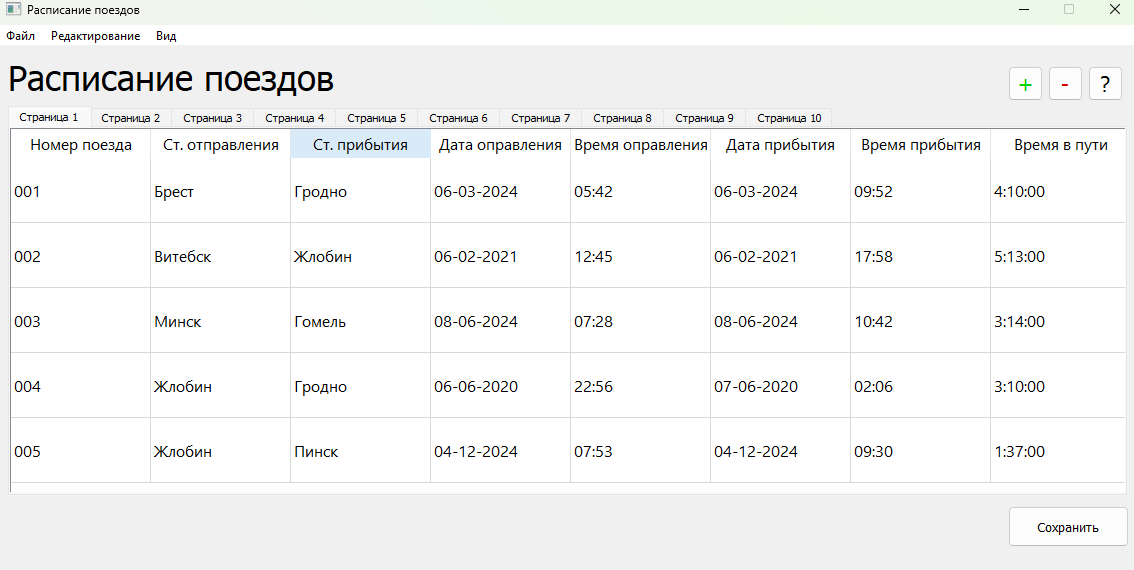 Расписание поездов
Файл Редактирование Вид
Расписание поездов
+ - ?
Страница 1 Страница 2 Страница 3 Страница 4 Страница 5 Страница 6 Страница 7 Страница 8 Страница 9 Страница 10
Номер поезда Ст. отправления Ст. прибытия Дата оправления Время оправления Дата прибытия Время прибытия Время в пути
001 Брест Гродно 06-03-2024 05:42 06-03-2024 09:52 4:10:00
002 Витебск Жлобин 06-02-2021 12:45 06-02-2021 17:58 5:13:00
003 Минск Гомель 08-06-2024 07:28 08-06-2024 10:42 3:14:00
004 Жлобин Гродно 06-06-2020 22:56 07-06-2020 02:06 3:10:00
005 Жлобин Пинск 04-12-2024 07:53 04-12-2024 09:30 1:37:00
Сохранить